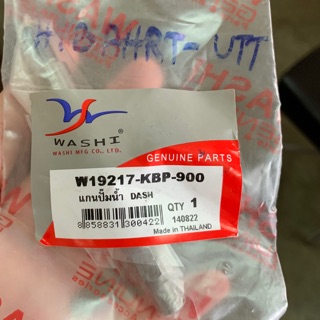 WASHI
WASHI MFG CO., LTD.
GENUINE PARTS
W19217-KBP-900
แกนปั๊มน้ำ DASH
8 858831 300422
QTY 1
140822
Made in THAILAND